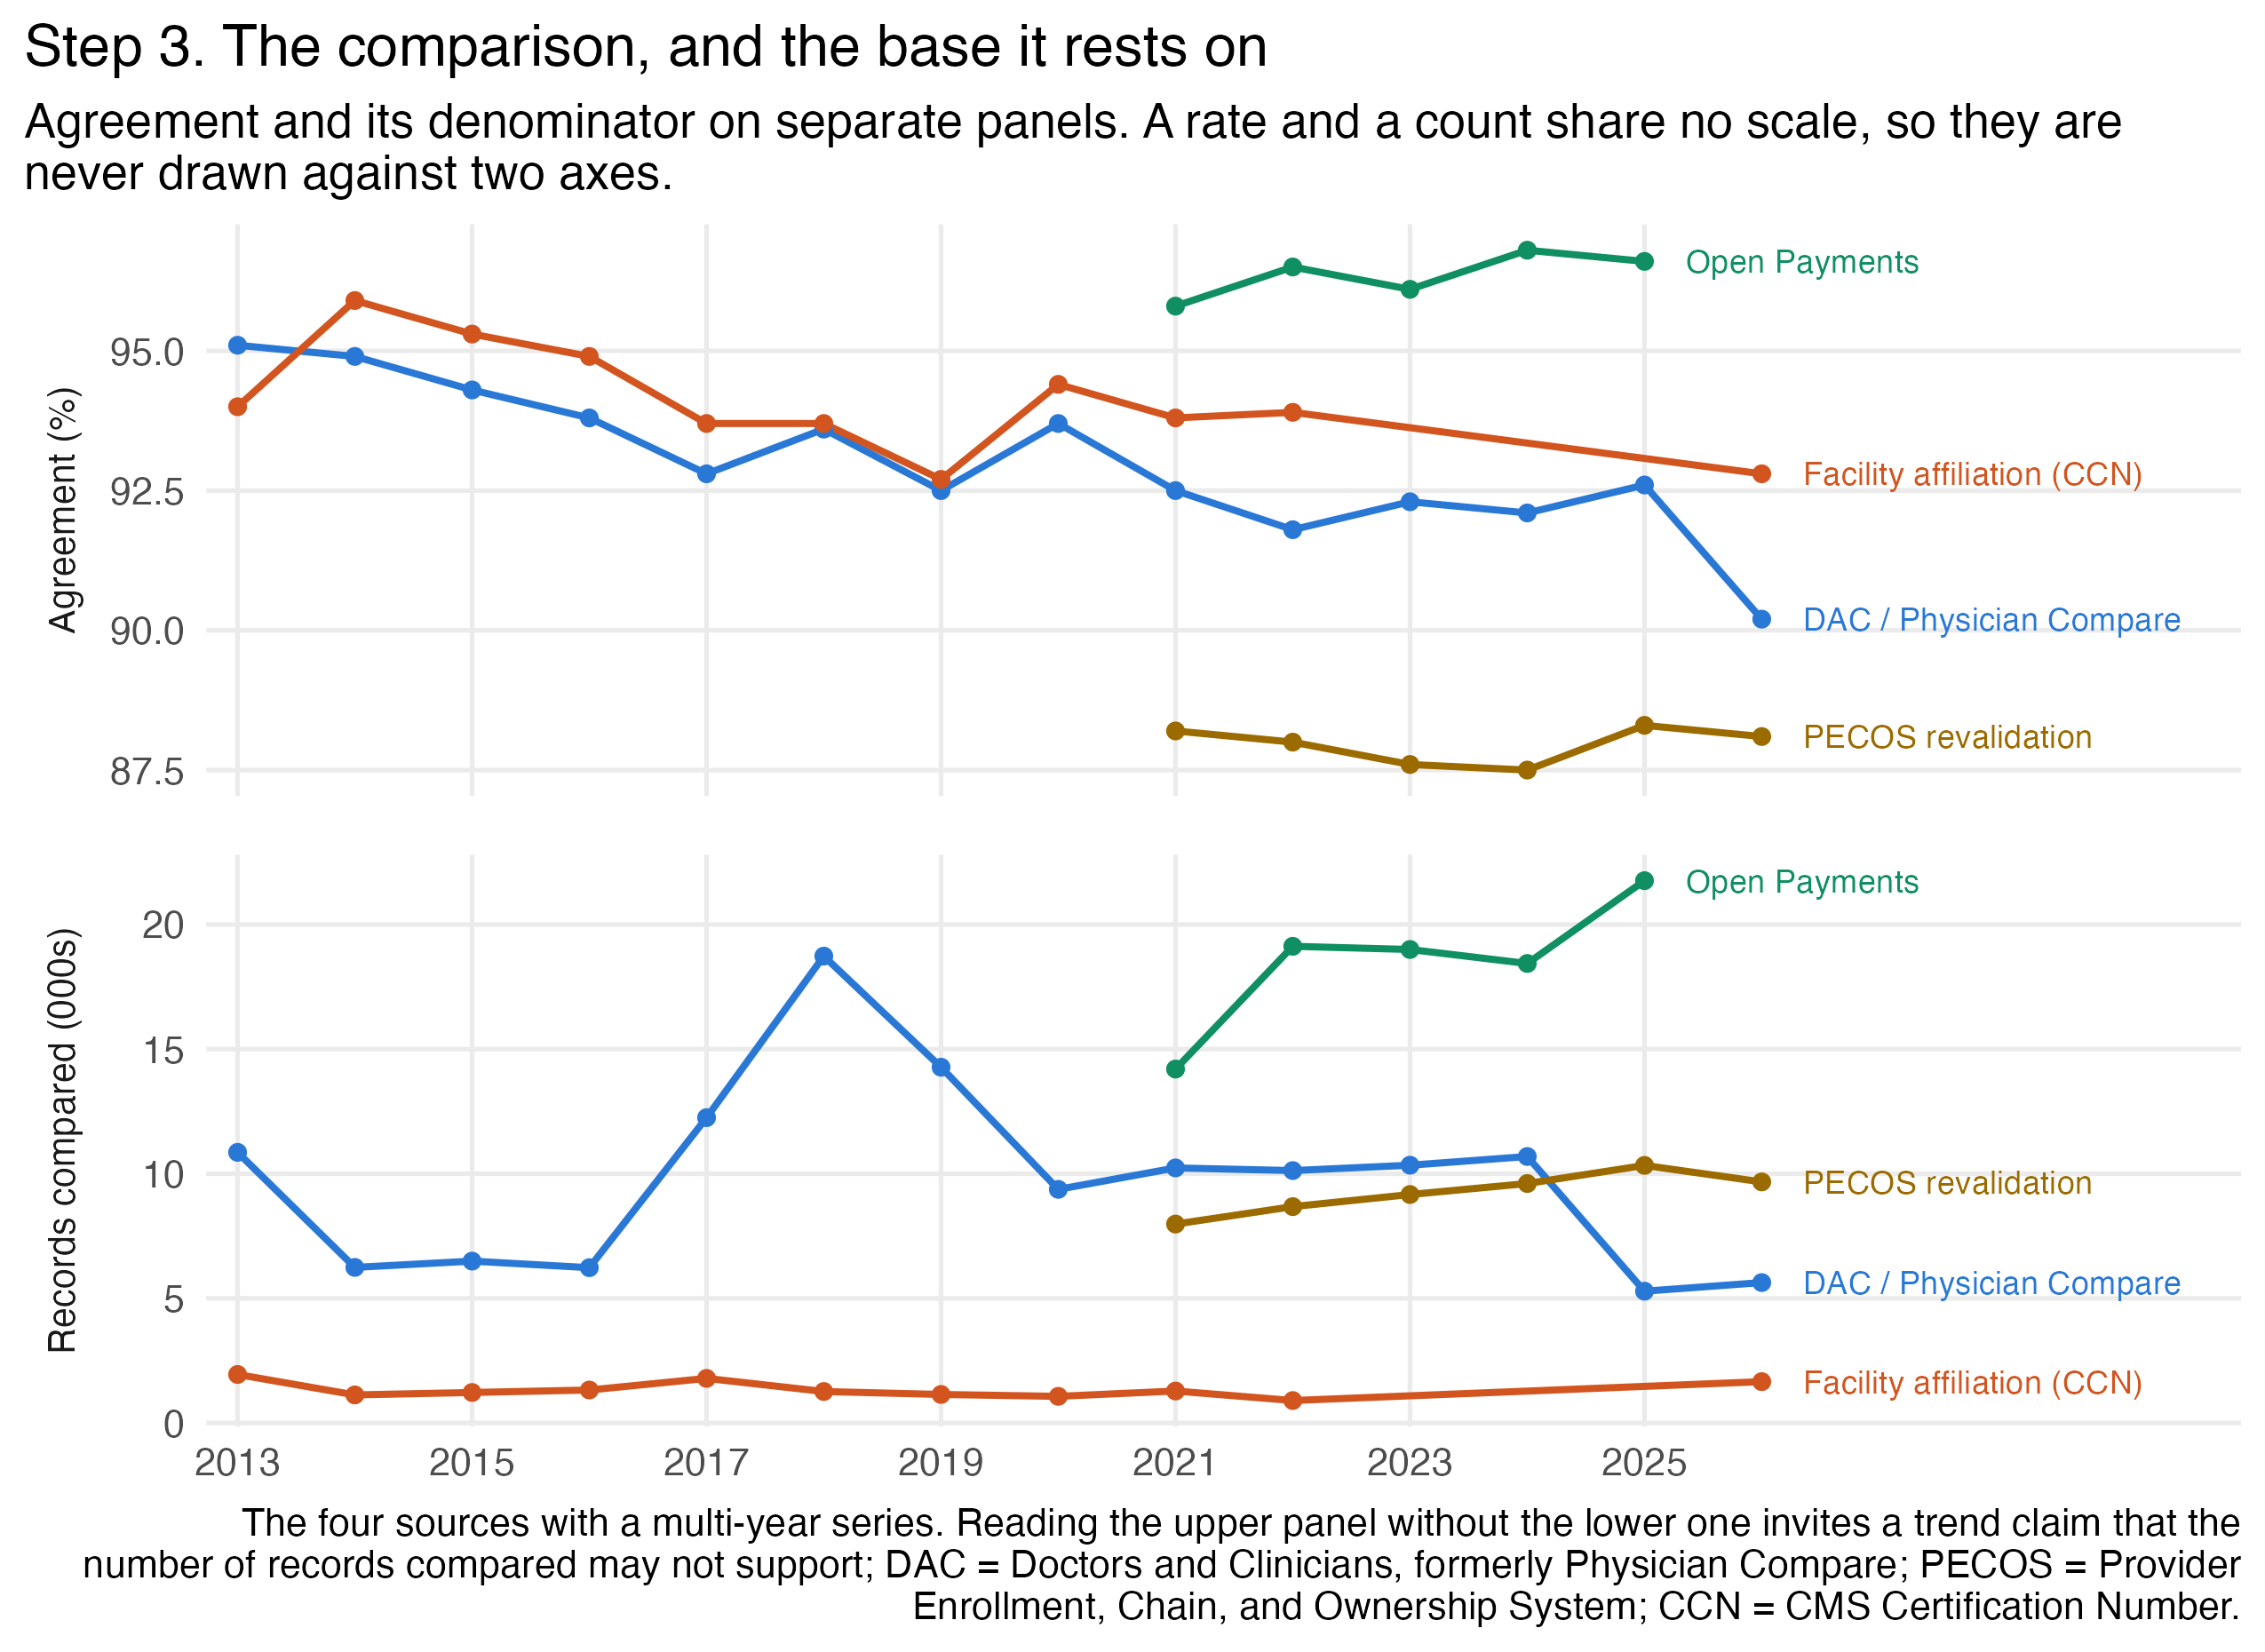 Step 3. The comparison, and the base it rests on
Agreement and its denominator on separate panels. A rate and a count share no scale, so they are
never drawn against two axes.
Agreement (%)
95.0
92.5
90.0
87.5
Open Payments
Facility affiliation (CCN)
DAC / Physician Compare
PECOS revalidation
Records compared (000s)
20
15
10
5
0
Open Payments
PECOS revalidation
DAC / Physician Compare
Facility affiliation (CCN)
2013 2015 2017 2019 2021 2023 2025
The four sources with a multi-year series. Reading the upper panel without the lower one invites a trend claim that the
number of records compared may not support; DAC = Doctors and Clinicians, formerly Physician Compare; PECOS = Provider
Enrollment, Chain, and Ownership System; CCN = CMS Certification Number.